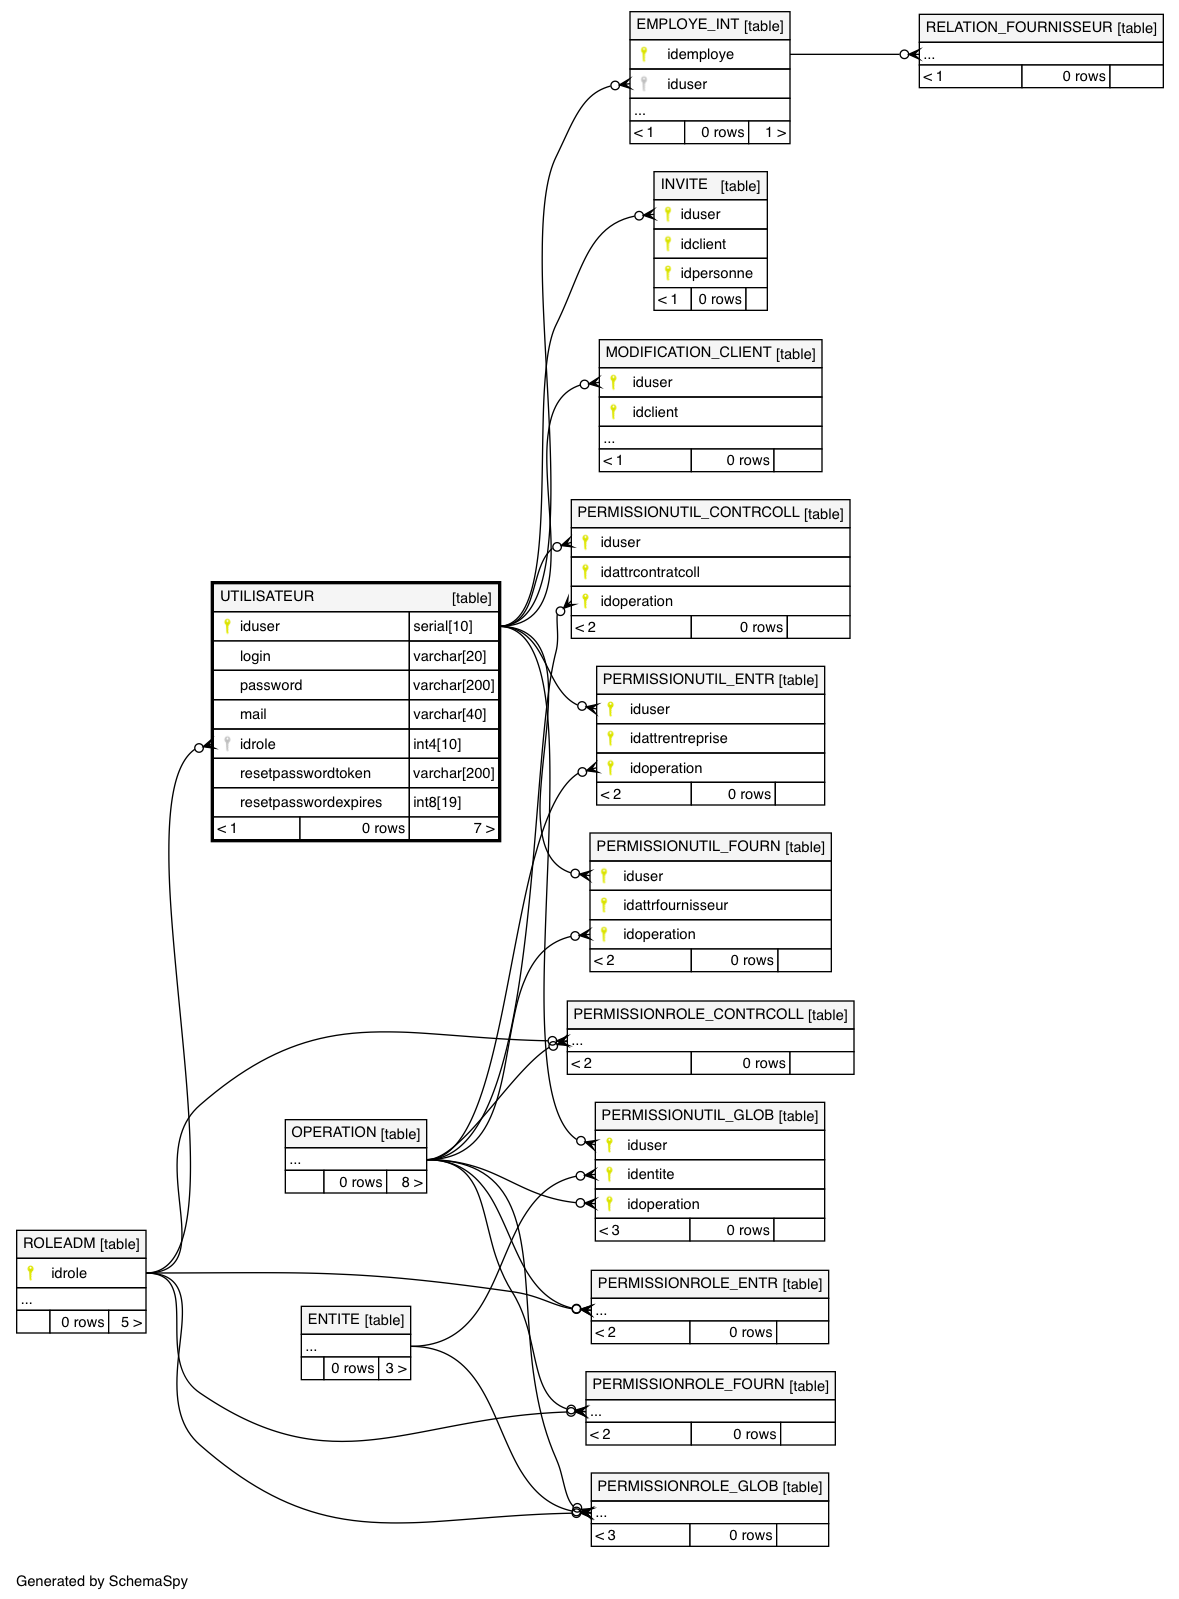 EMPLOYE_INT [table]
idemploye
iduser
...
< 1 0 rows 1 >
RELATION_FOURNISSEUR [table]
...
< 1 0 rows
INVITE [table]
iduser
idclient
idpersonne
< 1 0 rows
MODIFICATION_CLIENT [table]
iduser
idclient
...
< 1 0 rows
PERMISSIONUTIL_CONTRCOLL [table]
iduser
idattrcontratcoll
idoperation
< 2 0 rows
UTILISATEUR [table]
iduser serial[10]
login varchar[20]
password varchar[200]
mail varchar[40]
idrole int4[10]
resetpasswordtoken varchar[200]
resetpasswordexpires int8[19]
< 1 0 rows 7 >
PERMISSIONUTIL_ENTR [table]
iduser
idattrentreprise
idoperation
< 2 0 rows
PERMISSIONUTIL_FOURN [table]
iduser
idattrfournisseur
idoperation
< 2 0 rows
PERMISSIONROLE_CONTRCOLL [table]
...
< 2 0 rows
OPERATION [table]
...
0 rows 8 >
PERMISSIONUTIL_GLOB [table]
iduser
identite
idoperation
< 3 0 rows
ROLEADM [table]
idrole
...
0 rows 5 >
PERMISSIONROLE_ENTR [table]
...
< 2 0 rows
ENTITE [table]
...
0 rows 3 >
PERMISSIONROLE_FOURN [table]
...
< 2 0 rows
PERMISSIONROLE_GLOB [table]
...
< 3 0 rows
Generated by SchemaSpy